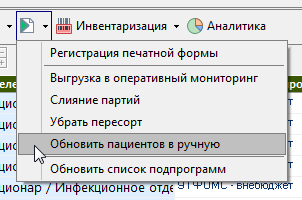 Инвентаризация Аналитика
Регистрация печатной формы
Выгрузка в оперативный мониторинг
Слияние партий
Убрать пересорт
Обновить пациентов в ручную
Обновить список подпрограмм
онар / Инфекционное отде